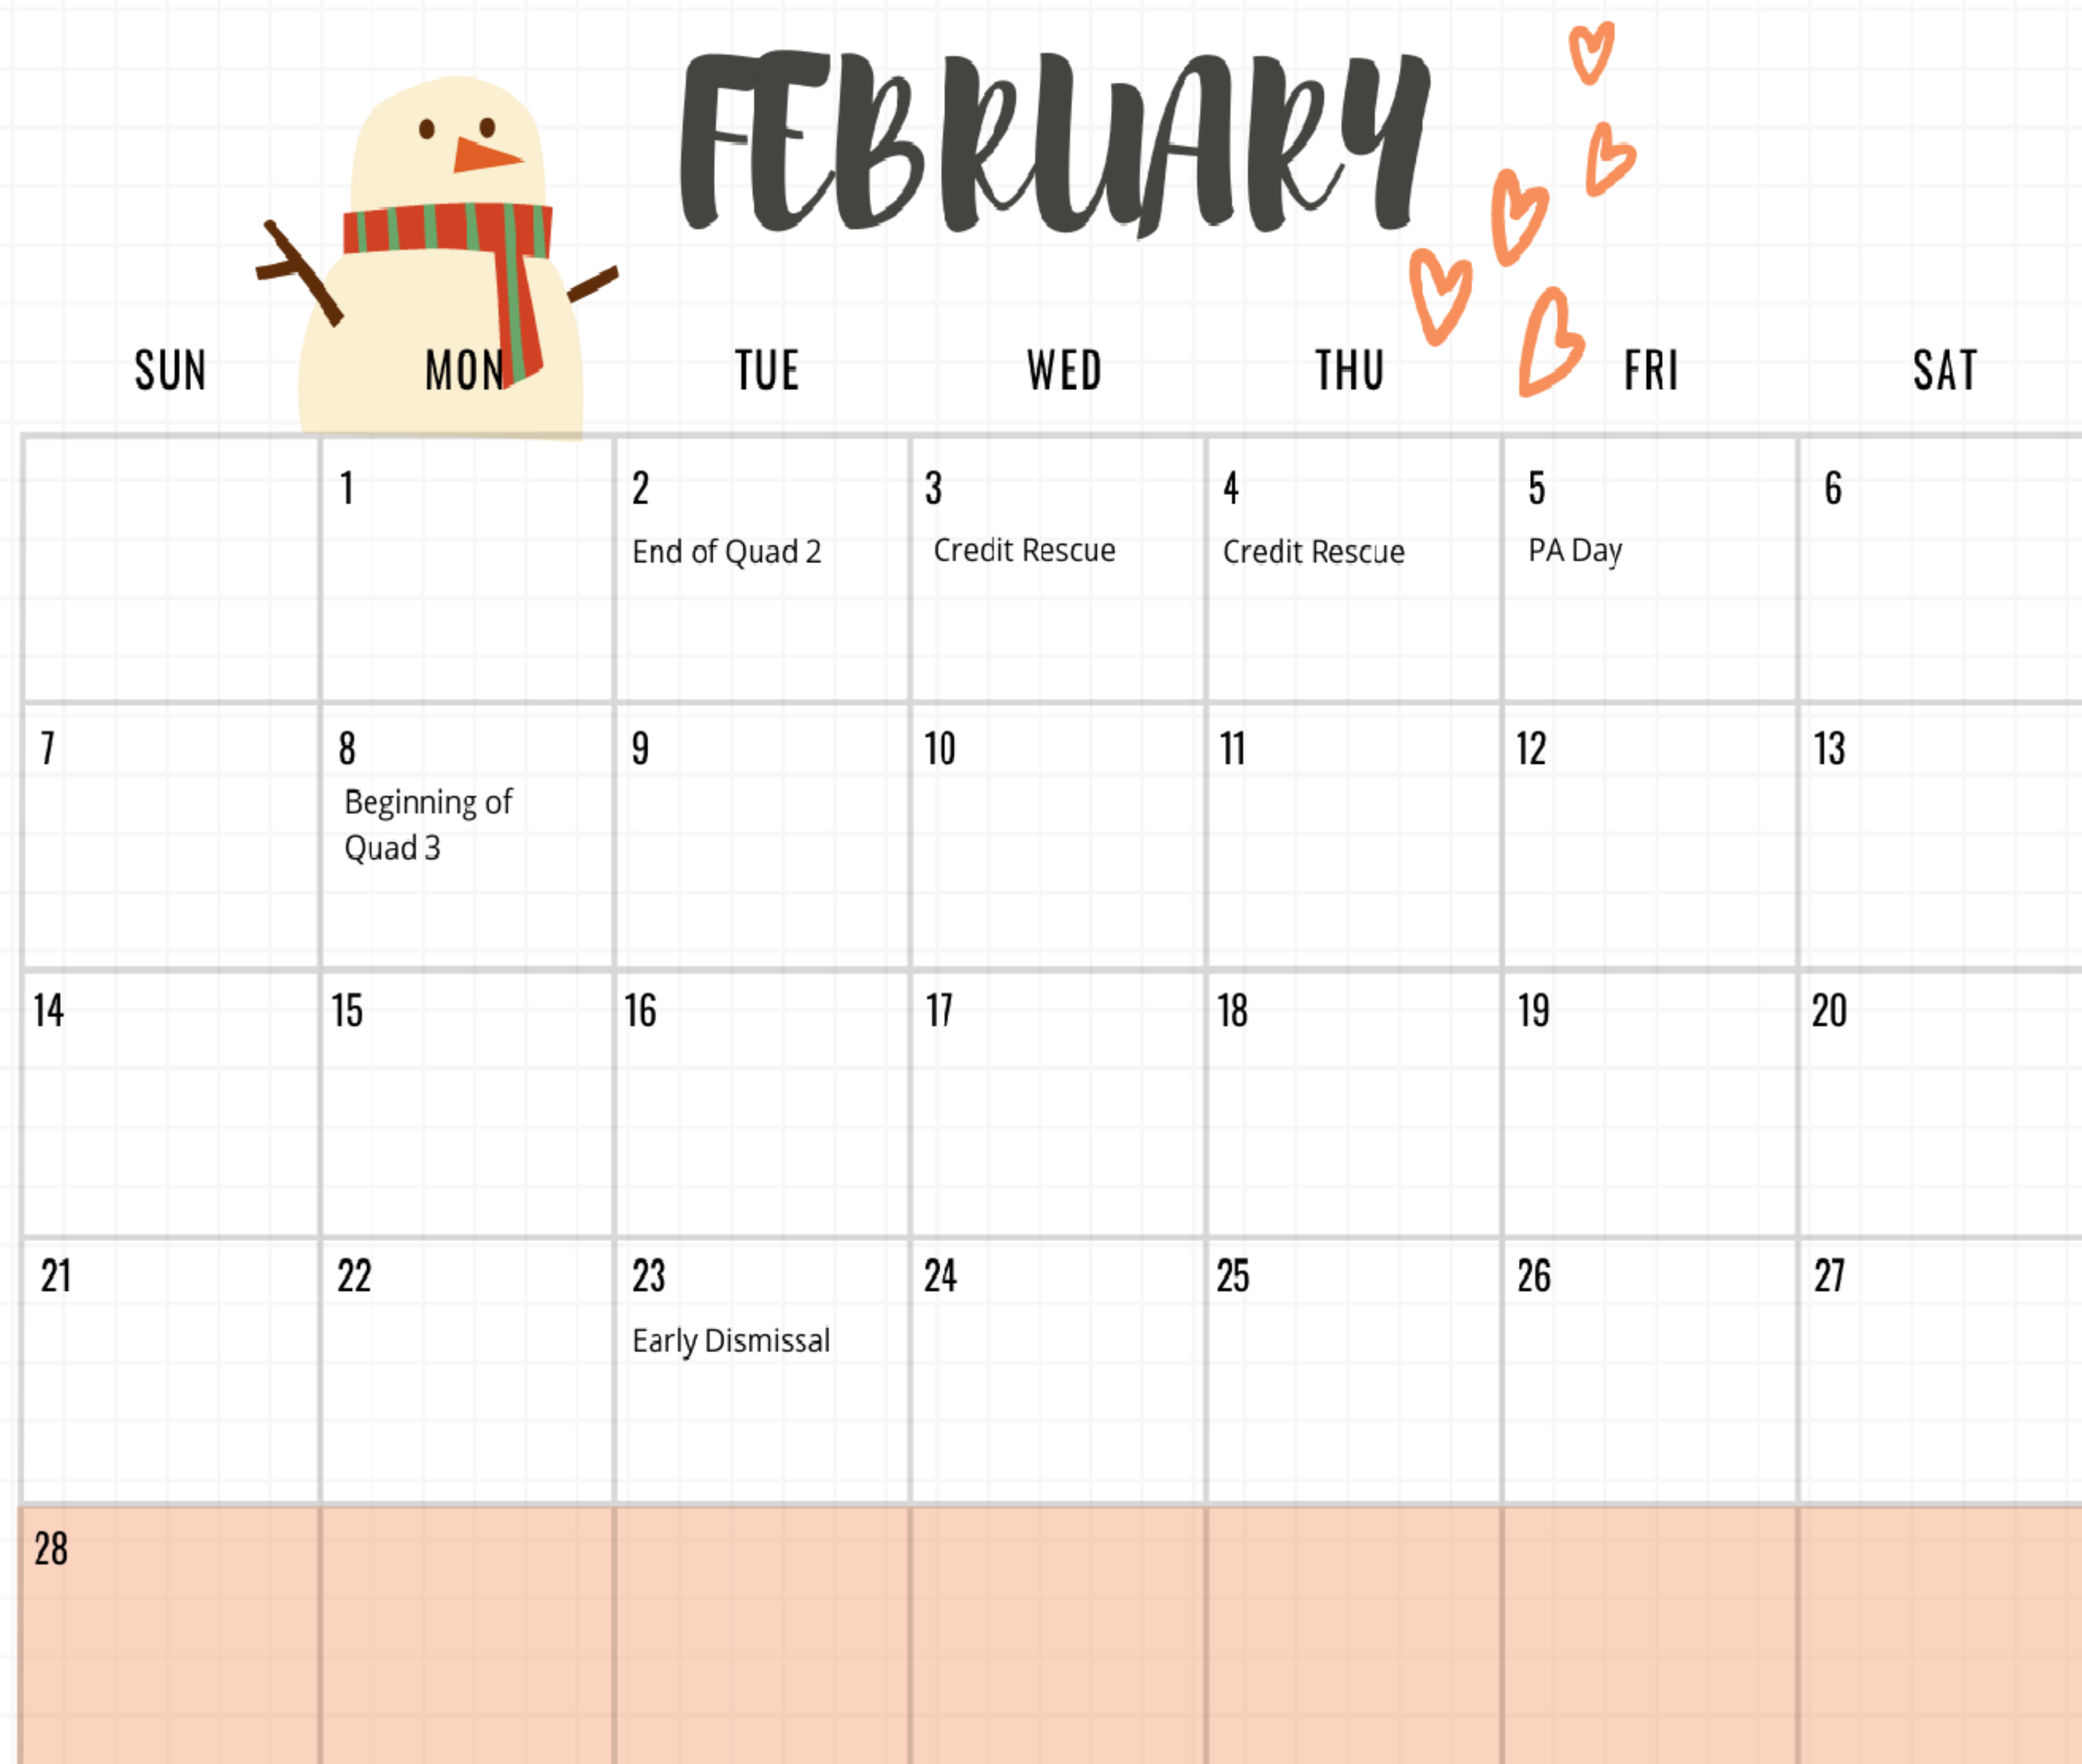 FEBRUARY
SUN MON TUE WED THU FRI SAT
1 2 3 4 5 6
End of Quad 2 Credit Rescue Credit Rescue PA Day
7 8 9 10 11 12 13
Beginning of
Quad 3
14 15 16 17 18 19 20
21 22 23 24 25 26 27
Early Dismissal
28